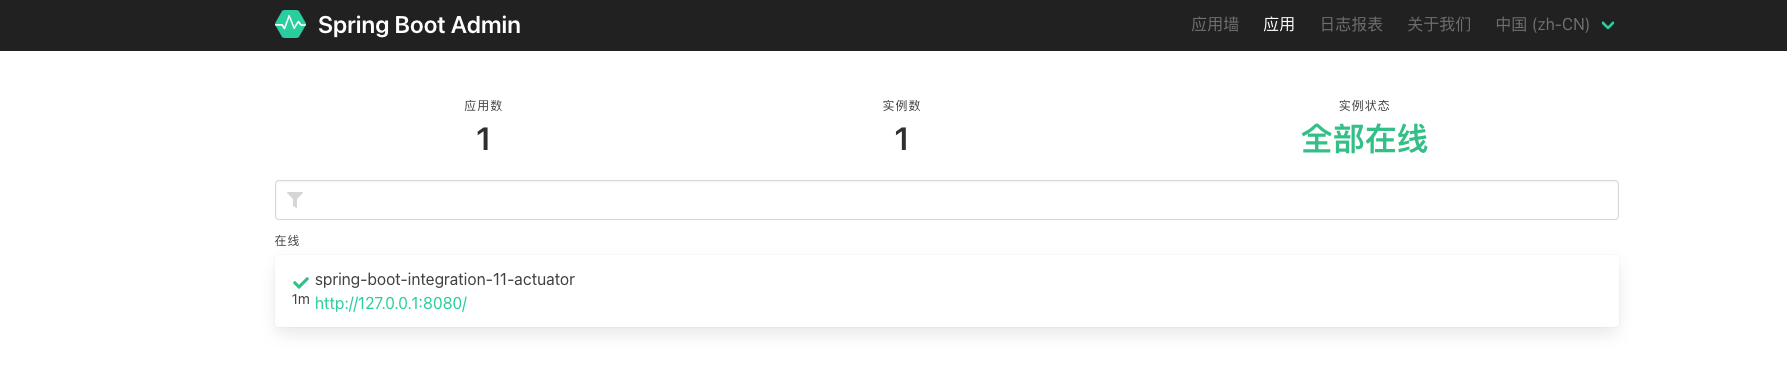 Spring Boot Admin
应用墙 应用 日志报表 关于我们 中国 (zh-CN)
应用数 实例数 实例状态
1 1 全部在线
在线
spring-boot-integration-11-actuator
1m http://127.0.0.1:8080/